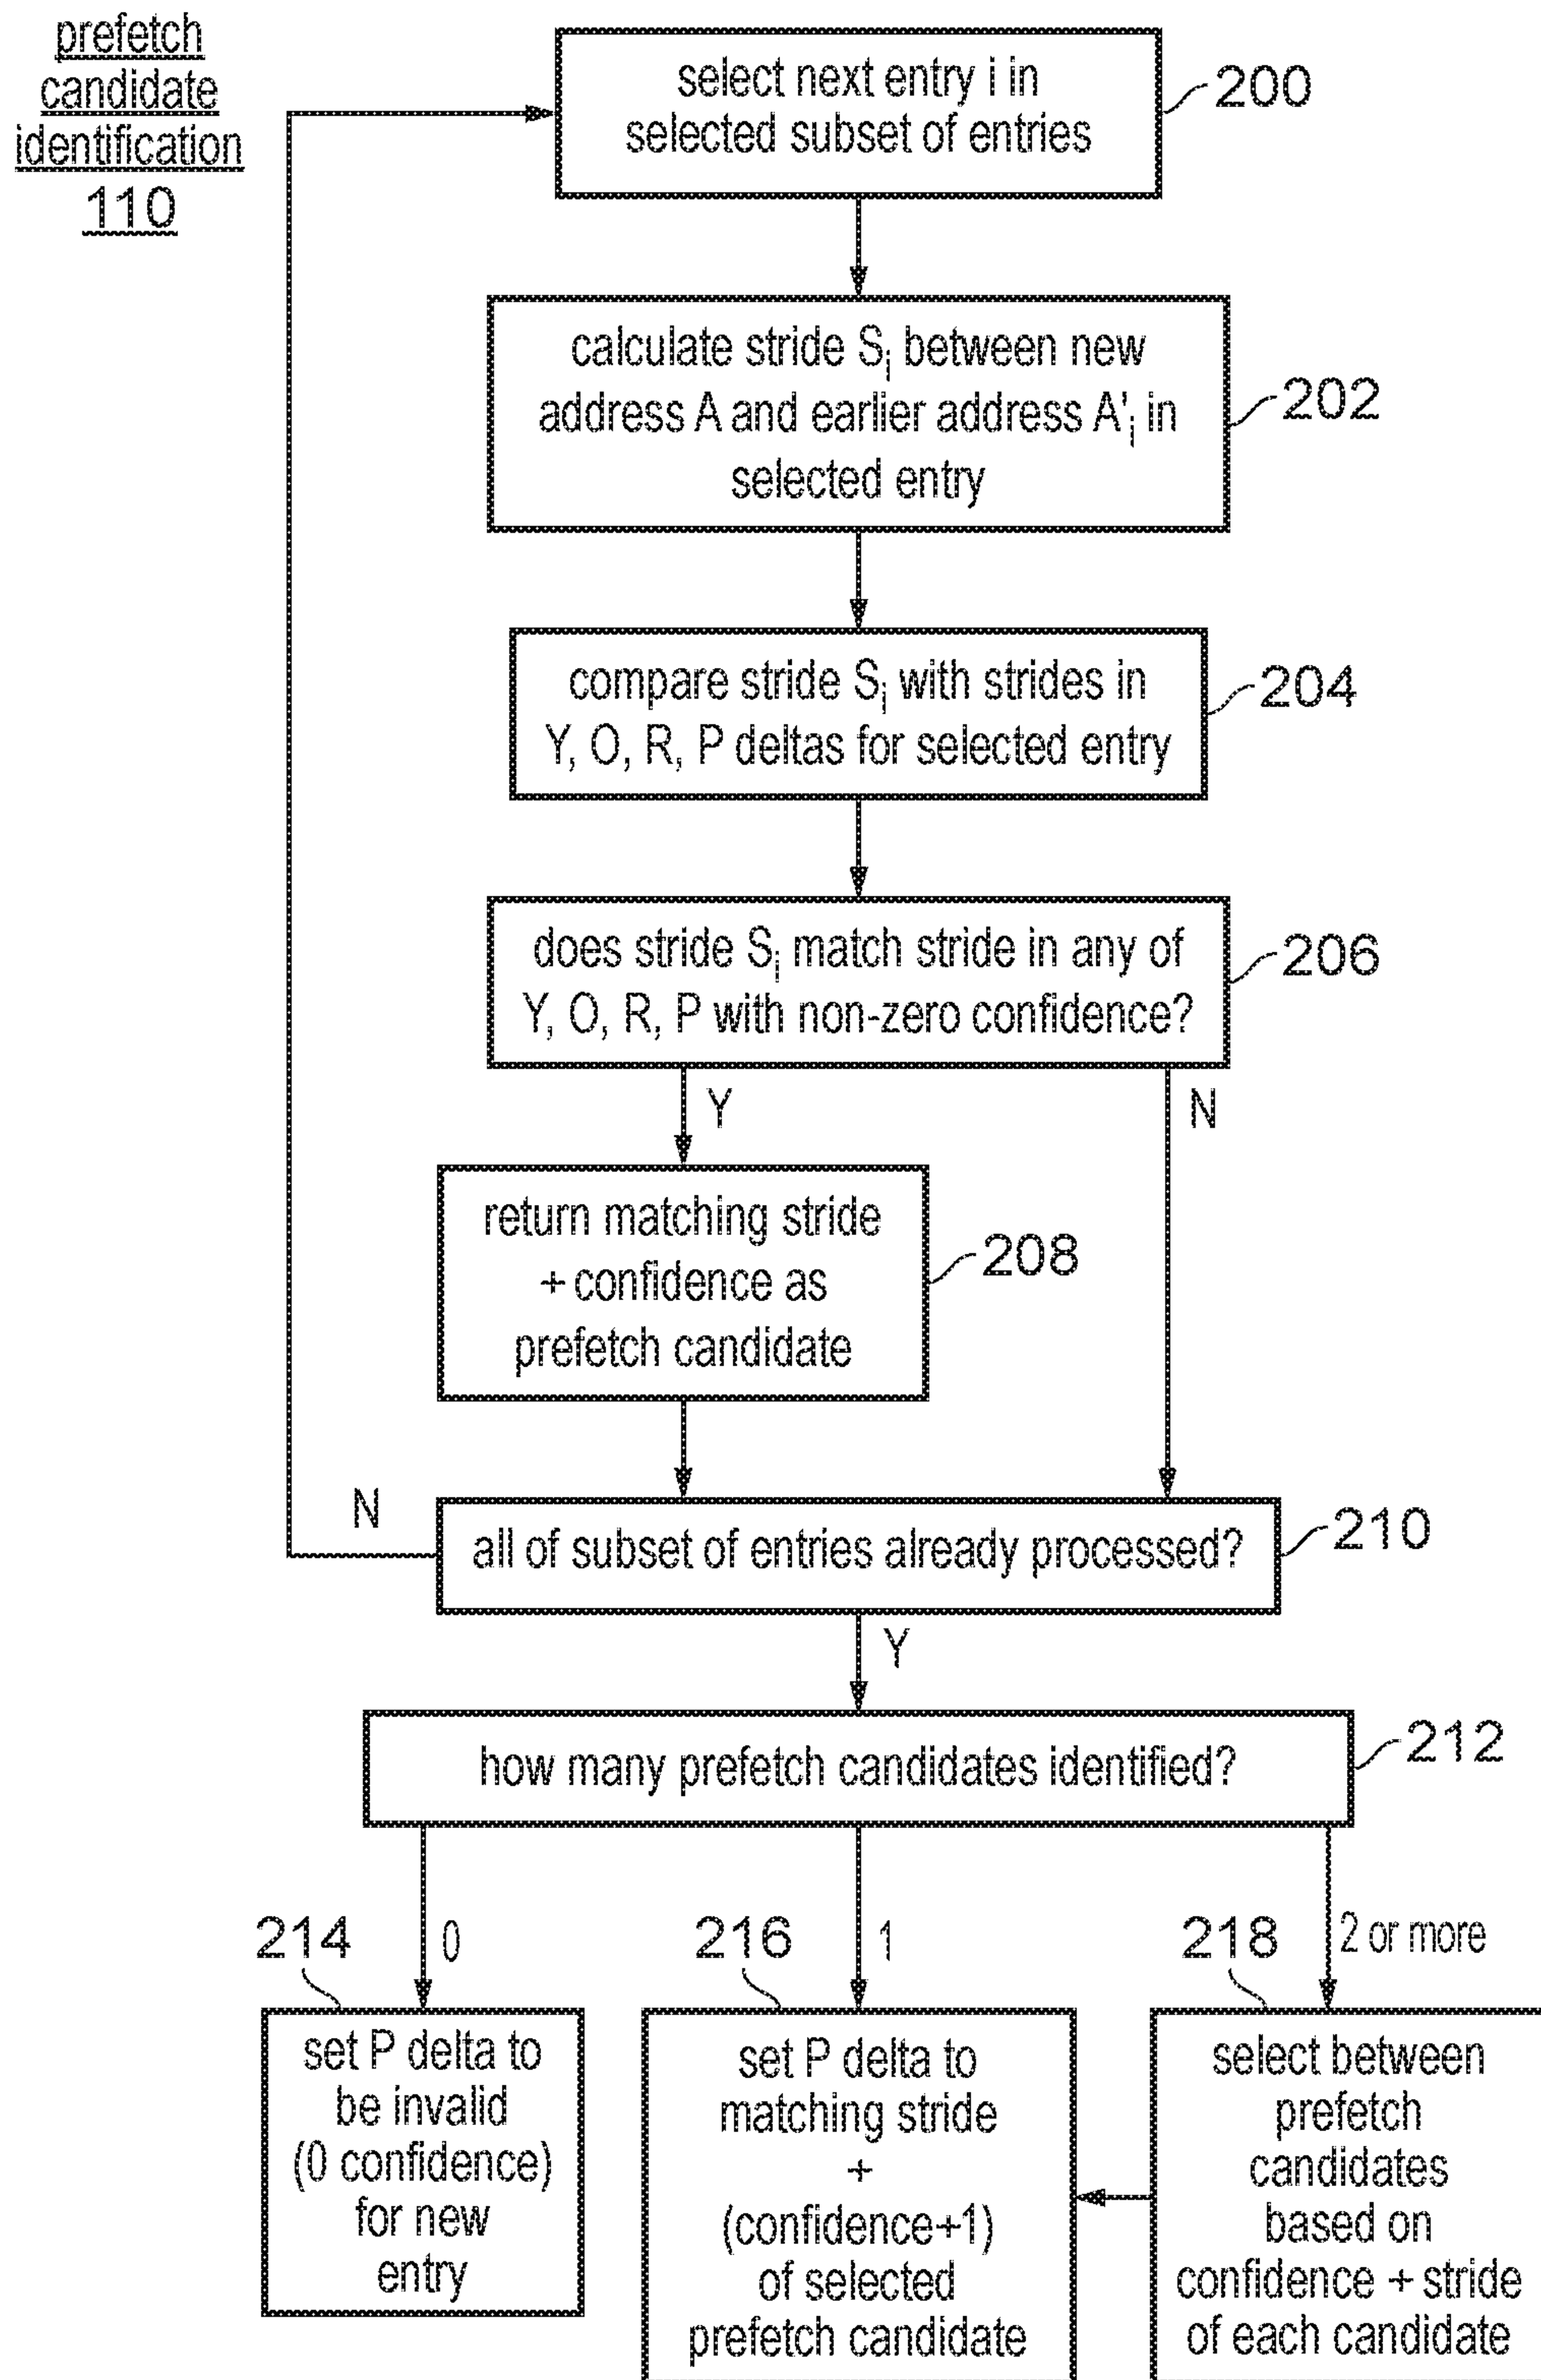 prefetch
candidate
identification
110
select next entry i in
selected subset of entries
200
calculate stride Si between new
address A and earlier address A'i in
selected entry
202
compare stride Si with strides in
Y, O, R, P deltas for selected entry
204
does stride Si match stride in any of
Y, O, R, P with non-zero confidence?
206
Y
N
return matching stride
+ confidence as
prefetch candidate
208
N
all of subset of entries already processed?
210
Y
how many prefetch candidates identified?
212
214
0
216
1
218
2 or more
set P delta to
be invalid
(0 confidence)
for new
entry
set P delta to
matching stride
+
(confidence+1)
of selected
prefetch candidate
select between
prefetch
candidates
based on
confidence + stride
of each candidate